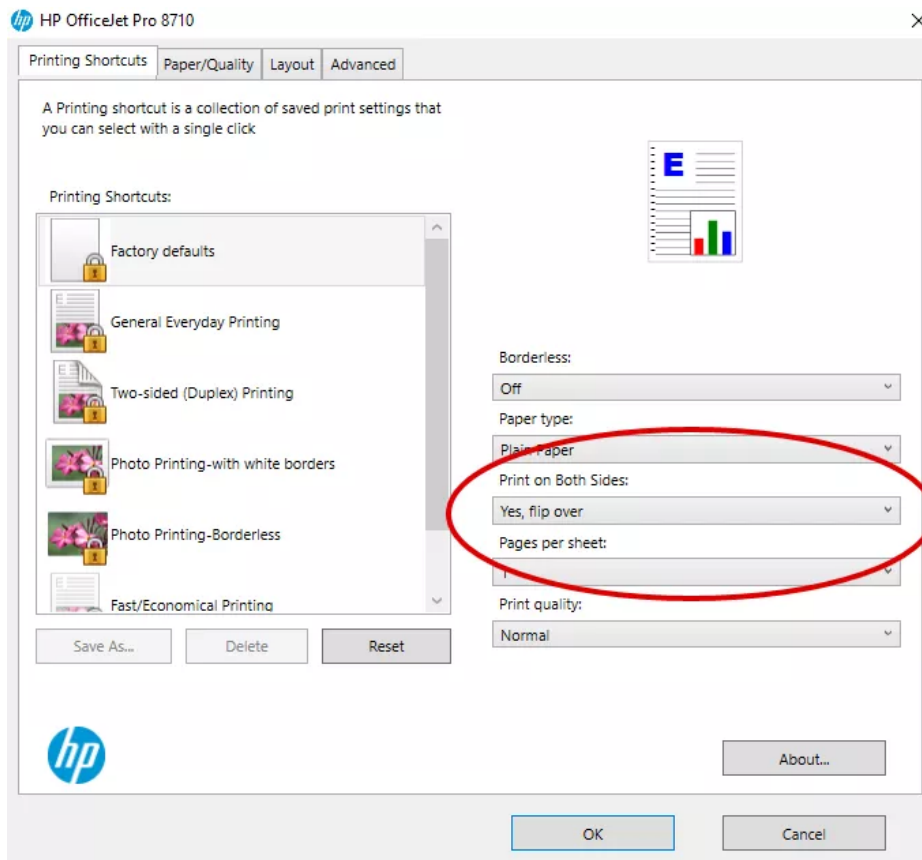 HP OfficeJet Pro 8710
Printing Shortcuts
Paper/Quality
Layout
Advanced
A Printing shortcut is a collection of saved print settings that
you can select with a single click
Printing Shortcuts:
Factory defaults
General Everyday Printing
Two-sided (Duplex) Printing
Photo Printing-with white borders
Photo Printing-Borderless
Fast/Economical Printing
Save As...
Delete
Reset
E
Borderless:
Off
Paper type:
Plain Paper
Print on Both Sides:
Yes, flip over
Pages per sheet:
1
Print quality:
Normal
hp
About...
OK
Cancel